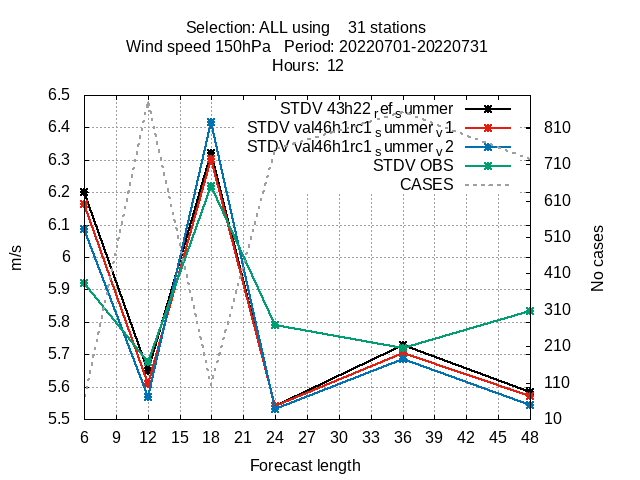 Selection: ALL using    31 stations
Wind speed 150hPa   Period: 20220701-20220731
Hours:  12
6.5
6.4
6.3
6.2
6.1
6
5.9
5.8
5.7
5.6
5.5
m/s
STDV 43h22_ref_summer
STDV val46h1rc1_summer_v1
STDV val46h1rc1_summer_v2
STDV OBS
CASES
810
710
610
510
410
310
210
110
10
No cases
6 9 12 15 18 21 24 27 30 33 36 39 42 45 48
Forecast length